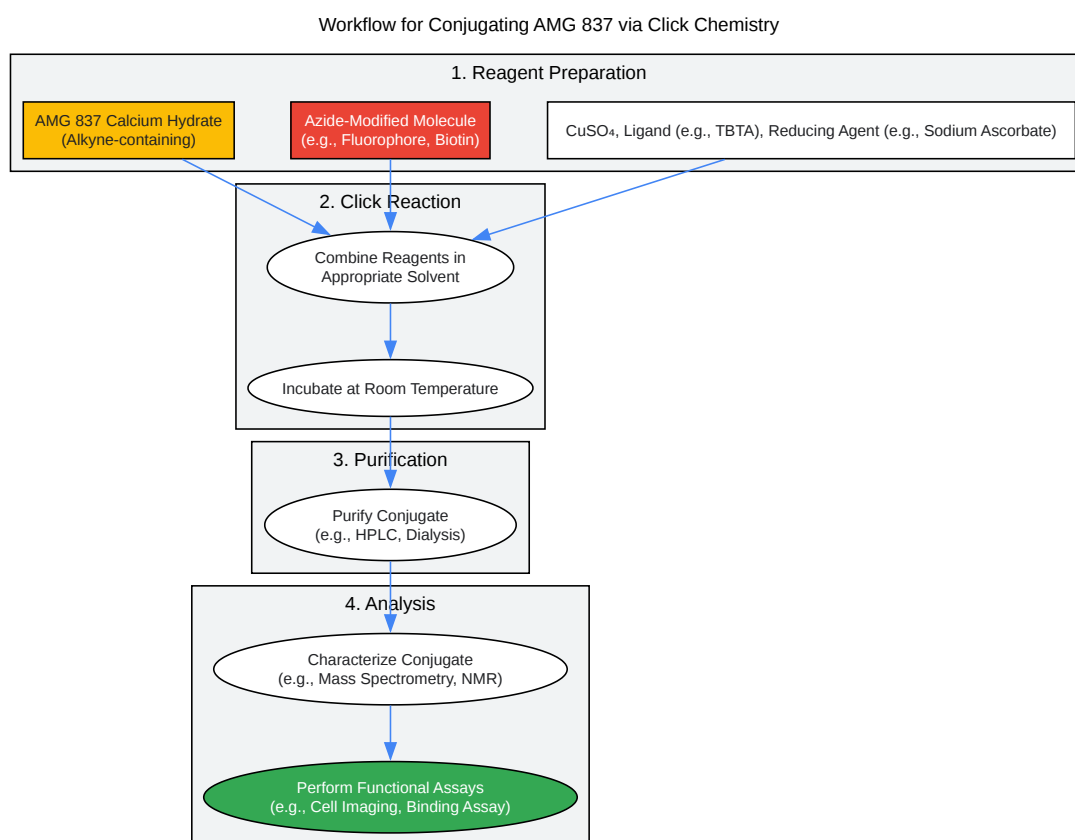 Workflow for Conjugating AMG 837 via Click Chemistry
1. Reagent Preparation
AMG 837 Calcium Hydrate
(Alkyne-containing)
Azide-Modified Molecule
(e.g., Fluorophore, Biotin)
CuSO₄, Ligand (e.g., TBTA), Reducing Agent (e.g., Sodium Ascorbate)
2. Click Reaction
Combine Reagents in
Appropriate Solvent
Incubate at Room Temperature
3. Purification
Purify Conjugate
(e.g., HPLC, Dialysis)
4. Analysis
Characterize Conjugate
(e.g., Mass Spectrometry, NMR)
Perform Functional Assays
(e.g., Cell Imaging, Binding Assay)